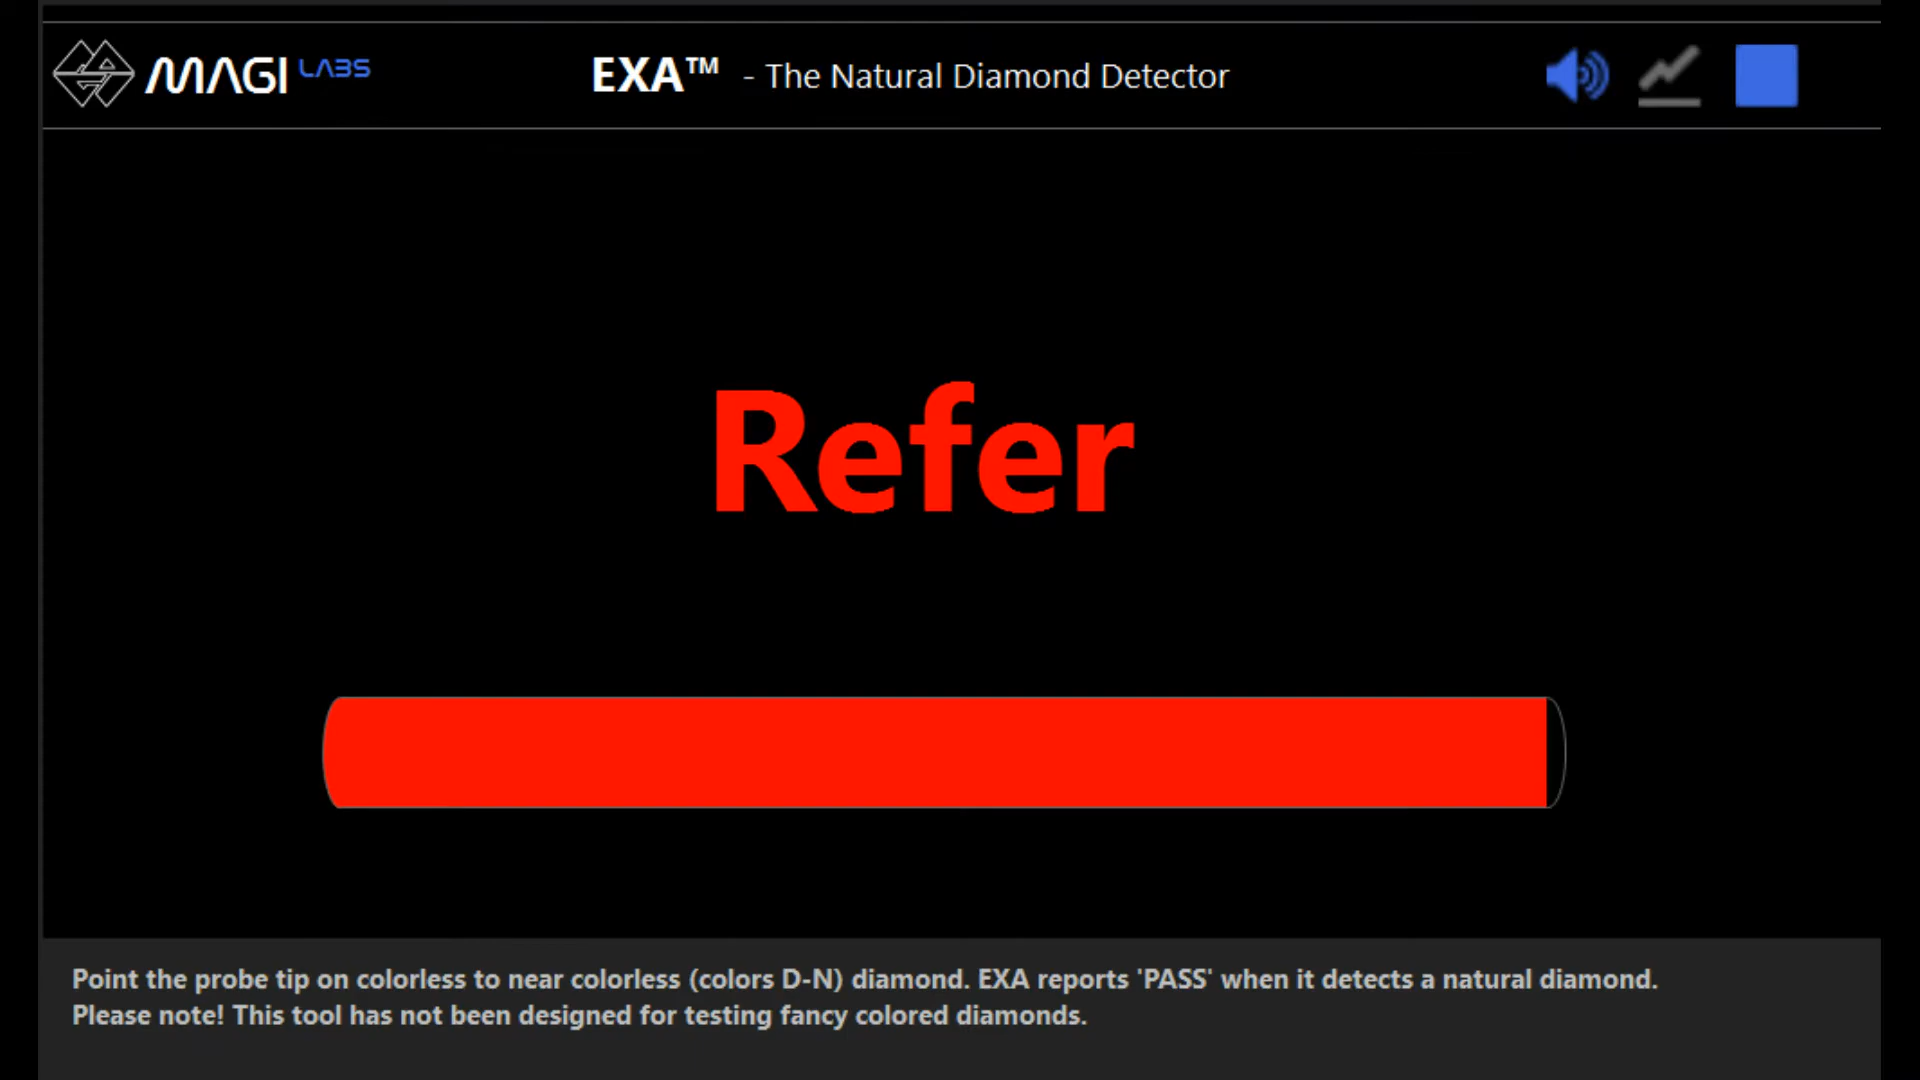 MAGI LABS
EXA™ - The Natural Diamond Detector
Refer
Point the probe tip on colorless to near colorless (colors D-N) diamond. EXA reports 'PASS' when it detects a natural diamond.
Please note! This tool has not been designed for testing fancy colored diamonds.